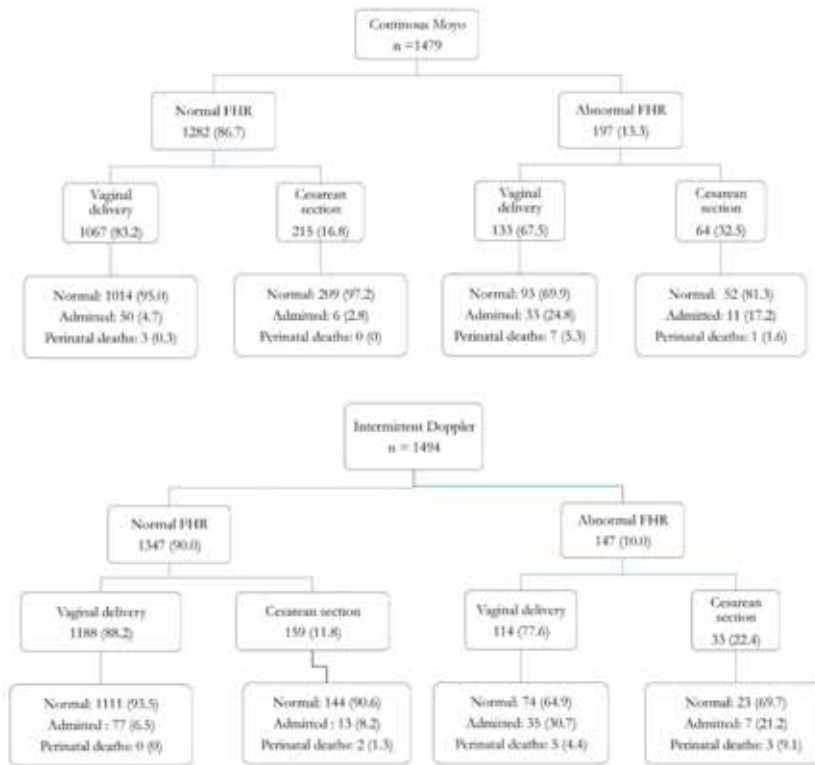 Continous Moyo
n =1479
Normal FHR
1282 (86.7)
Abnormal FHR
197 (13.3)
Vaginal
delivery
1067 (83.2)
Cesarean
section
215 (16.8)
Vaginal
delivery
133 (67.5)
Cesarean
section
64 (32.5)
Normal: 1014 (95.0)
Admitted: 50 (4.7)
Perinatal deaths: 3 (0.3)
Normal: 209 (97.2)
Admitted: 6 (2.8)
Perinatal deaths: 0 (0)
Normal: 93 (69.9)
Admitted: 33 (24.8)
Perinatal deaths: 7 (5.3)
Normal: 52 (81.3)
Admitted: 11 (17.2)
Perinatal deaths: 1 (1.6)
Intermittent Doppler
n = 1494
Normal FHR
1347 (90.0)
Abnormal FHR
147 (10.0)
Vaginal delivery
1188 (88.2)
Cesarean section
159 (11.8)
Vaginal delivery
114 (77.6)
Cesarean
section
33 (22.4)
Normal: 1111 (93.5)
Admitted : 77 (6.5)
Perinatal deaths: 0 (0)
Normal: 144 (90.6)
Admitted : 13 (8.2)
Perinatal deaths: 2 (1.3)
Normal: 74 (64.9)
Admitted: 35 (30.7)
Perinatal deaths: 5 (4.4)
Normal: 23 (69.7)
Admitted: 7 (21.2)
Perinatal deaths: 3 (9.1)